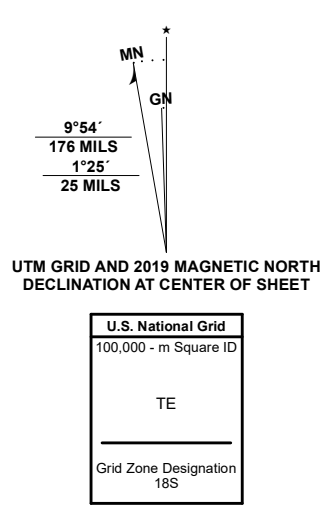 ★
MN
GN
9°54´
176 MILS
1°25´
25 MILS
UTM GRID AND 2019 MAGNETIC NORTH
DECLINATION AT CENTER OF SHEET
U.S. National Grid
100,000 - m Square ID
TE
Grid Zone Designation
18S